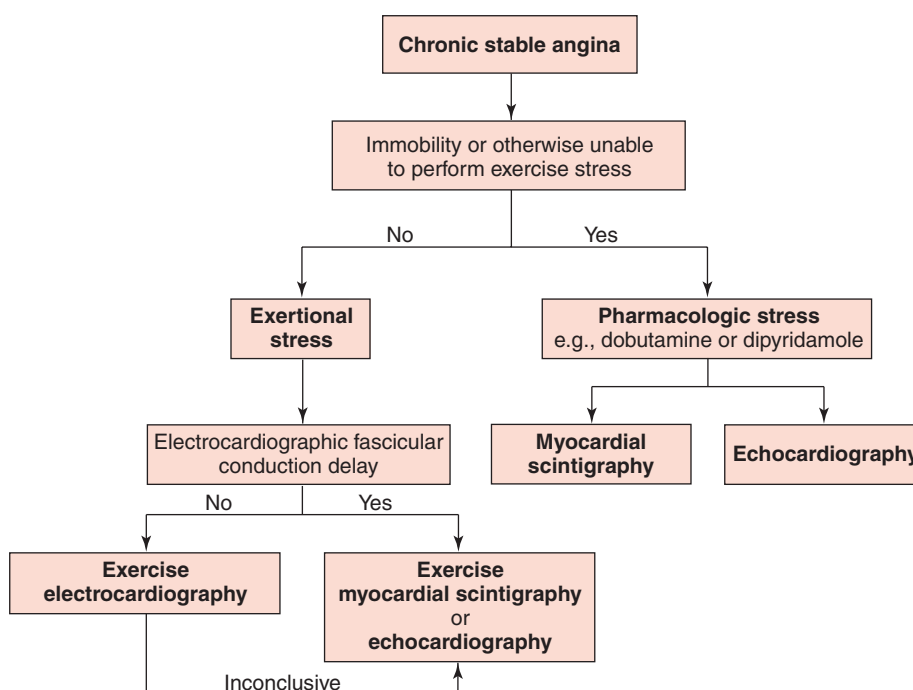 Chronic stable angina
Immobility or otherwise unable
to perform exercise stress
No
Yes
Exertional
stress
Pharmacologic stress
e.g., dobutamine or dipyridamole
Electrocardiographic fascicular
conduction delay
Myocardial
scintigraphy
Echocardiography
No
Yes
Exercise
electrocardiography
Exercise
myocardial scintigraphy
or
echocardiography
Inconclusive